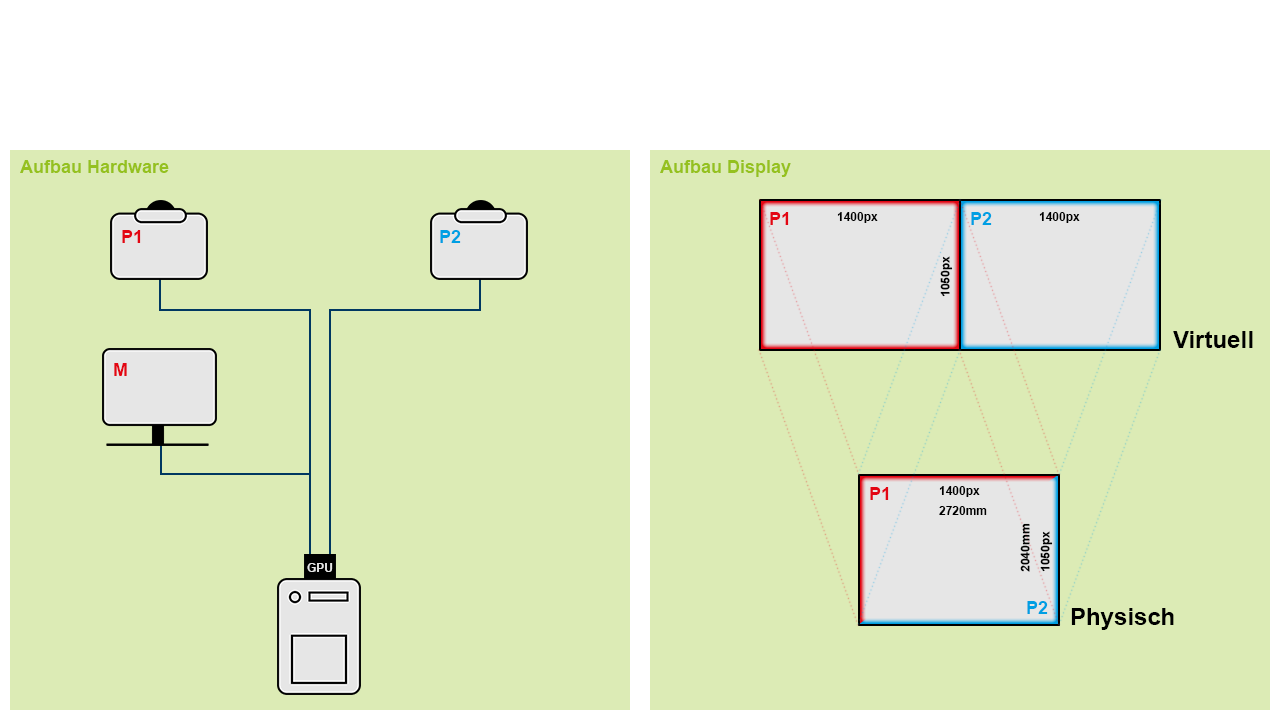 Aufbau Hardware
P1
P2
M
GPU
Aufbau Display
P1
1400px
1050px
P2
1400px
Virtuell
P1
1400px
2720mm
2040mm
1050px
P2
Physisch